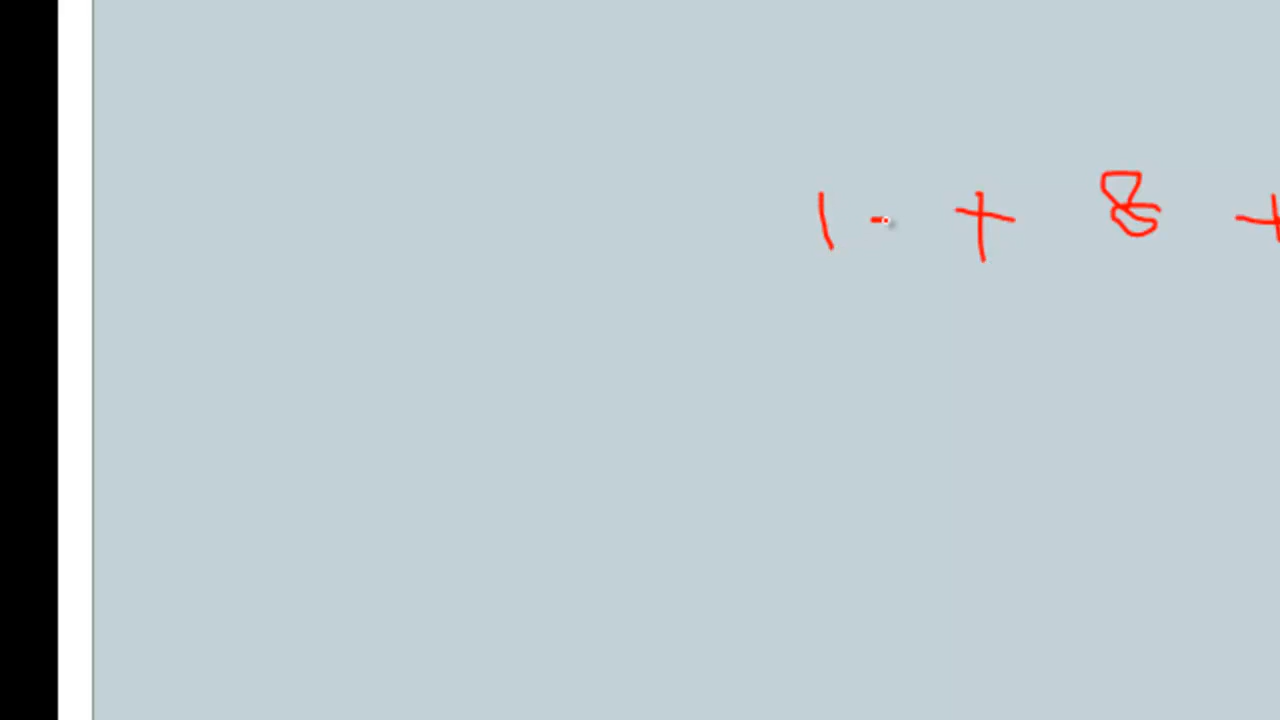 1 - + 8 +